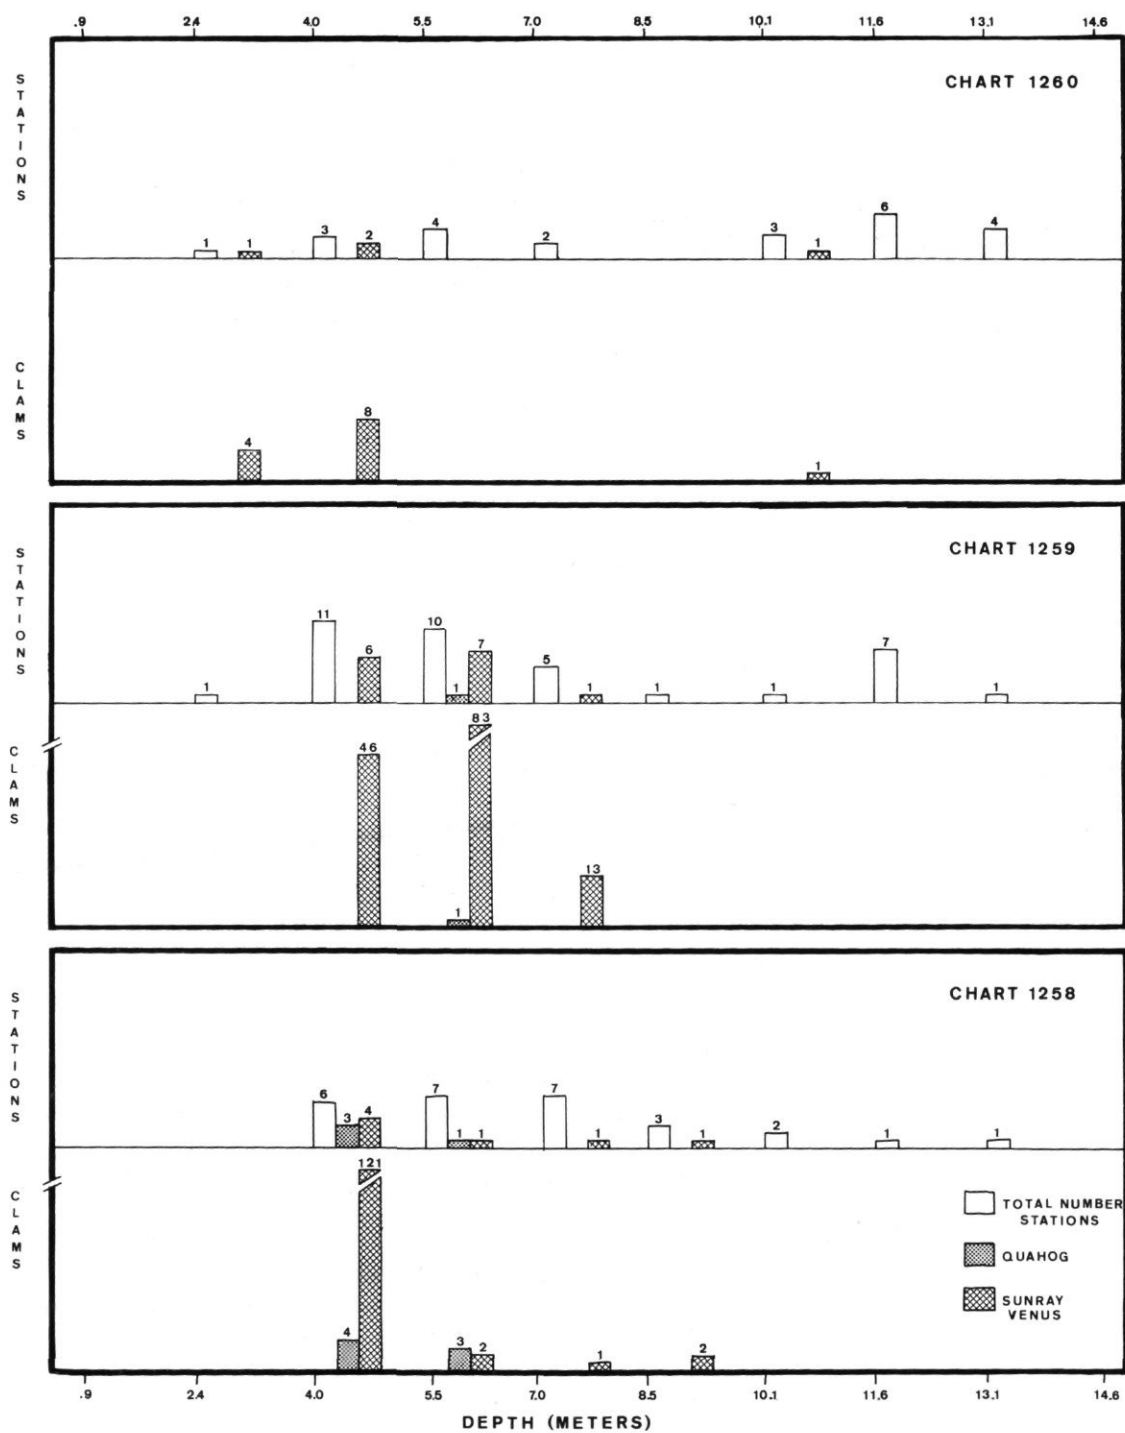 .9 2.4 4.0 5.5 7.0 8.5 10.1 11.6 13.1 14.6
CHART 1260
STATIONS
1 1 3 2 4 2 3 1 6 4
CLAMS
4 8 1
CHART 1259
STATIONS
1 11 6 10 1 7 5 1 1 1 7 1
CLAMS
46 1 83 13
CHART 1258
STATIONS
6 3 4 7 1 1 7 1 3 1 2 1 1
CLAMS
4 121 3 2 1 2
TOTAL NUMBER
STATIONS
QUAHOG
SUNRAY
VENUS
.9 2.4 4.0 5.5 7.0 8.5 10.1 11.6 13.1 14.6
DEPTH (METERS)